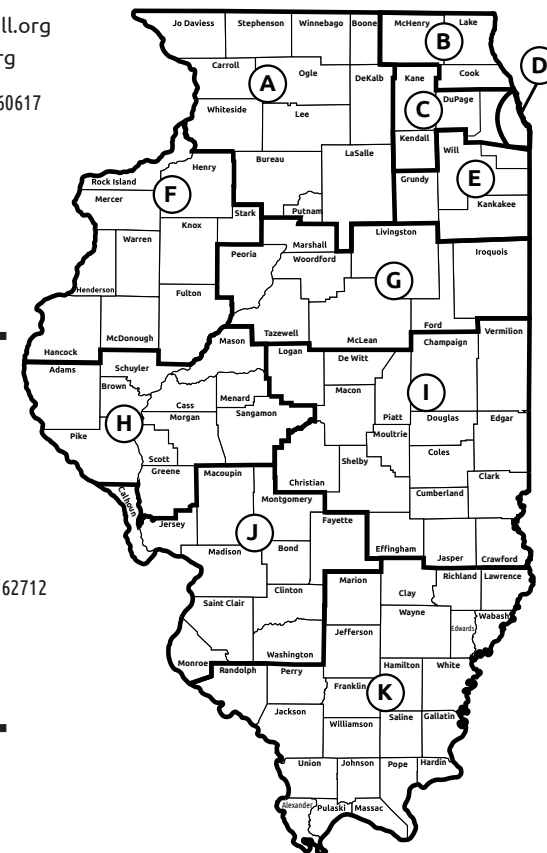 ll.org
rg
60617
62712
Jo Daviess
Stephenson
Winnebago
Boone
McHenry
Lake
B
D
Carroll
Ogle
A
DeKalb
Kane
Cook
DuPage
C
Whiteside
Lee
Kendall
LaSalle
Will
E
Bureau
Grundy
Kankakee
Putnam
Rock Island
Henry
F
Mercer
Stark
Knox
Warren
Henderson
Fulton
Hancock
McDonough
Marshall
Livingston
Woordford
Peoria
Iroquois
G
Tazewell
McLean
Ford
Mason
Logan
De Witt
Champaign
Vermilion
Adams
Schuyler
Brown
Cass
Menard
Morgan
Sangamon
H
Pike
Scott
Greene
Calhoun
Macon
I
Piatt
Douglas
Edgar
Moultrie
Coles
Shelby
Clark
Christian
Cumberland
Effingham
Jasper
Crawford
Macoupin
Montgomery
Jersey
J
Fayette
Madison
Bond
Clinton
Saint Clair
Washington
Monroe
Randolph
Marion
Clay
Richland
Lawrence
Wayne
Edwards
Wabash
Jefferson
Perry
Hamilton
White
Franklin
K
Jackson
Williamson
Saline
Gallatin
Union
Johnson
Pope
Hardin
Alexander
Pulaski
Massac